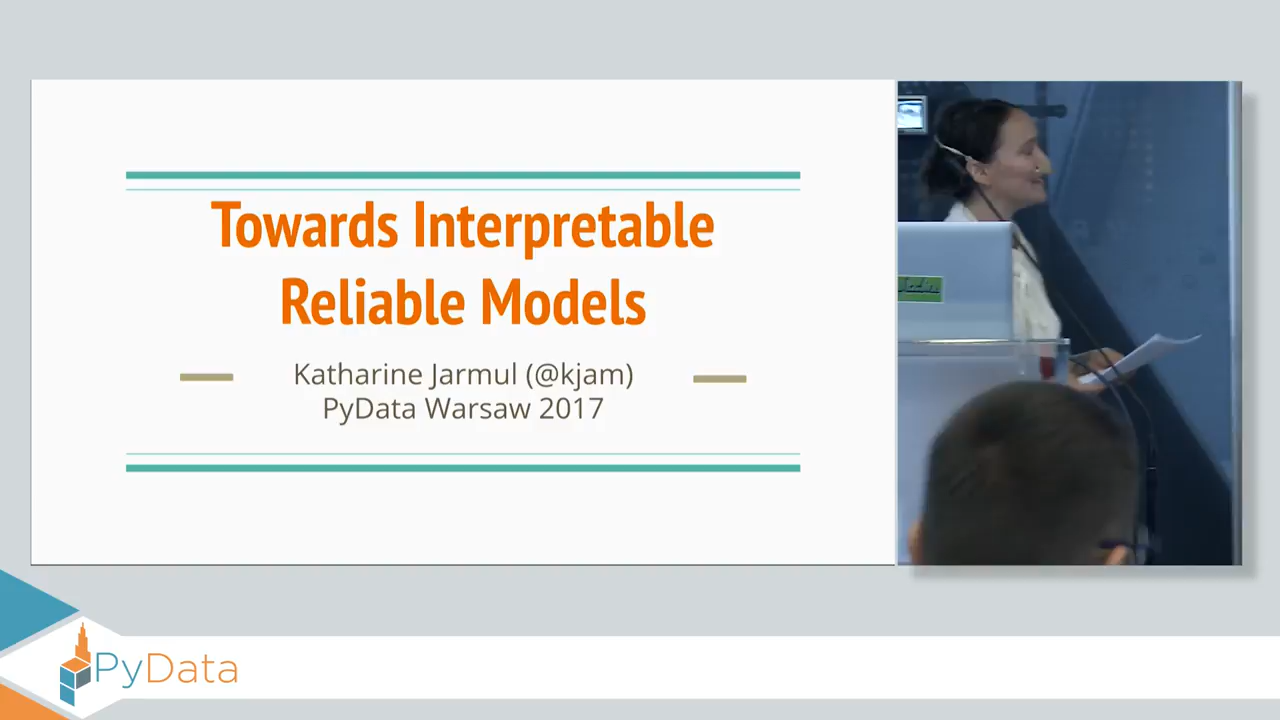 Towards Interpretable
Reliable Models
Katharine Jarmul (@kjam)
PyData Warsaw 2017
PyData